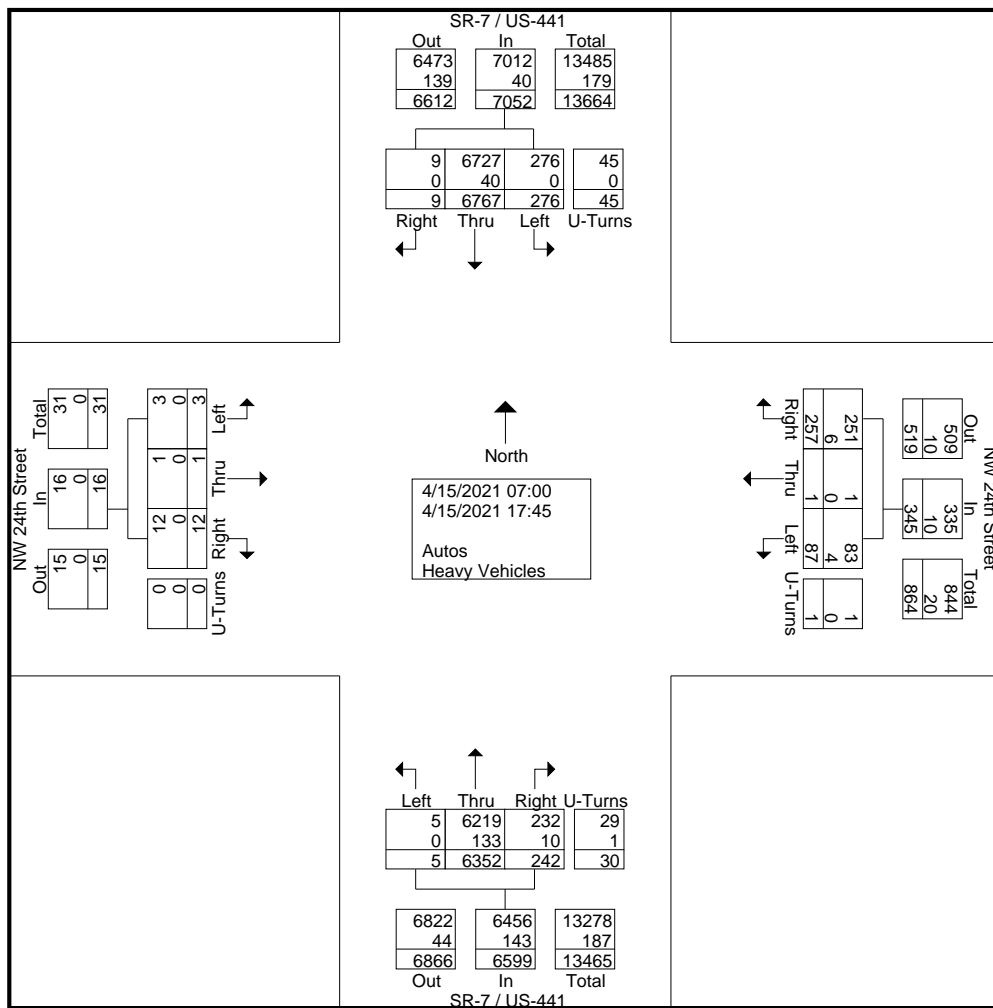 SR-7 / US-441
Out In Total
6473 7012 13485
139 40 179
6612 7052 13664
9 6727 276 45
0 40 0 0
9 6767 276 45
Right Thru Left U-Turns
NW 24th Street
Total
31
0
31
In
16
0
16
Out
15
0
15
Left
3
0
3
Thru
1
0
1
Right
12
0
12
U-Turns
0
0
0
North
4/15/2021 07:00
4/15/2021 17:45
Autos
Heavy Vehicles
Right
251
6
257
Thru
1
0
1
Left
83
4
87
U-Turns
1
0
1
Out
509
10
519
In
335
10
345
Total
844
20
864
NW 24th Street
Left Thru Right U-Turns
5 6219 232 29
0 133 10 1
5 6352 242 30
6822 6456 13278
44 143 187
6866 6599 13465
Out In Total
SR-7 / US-441